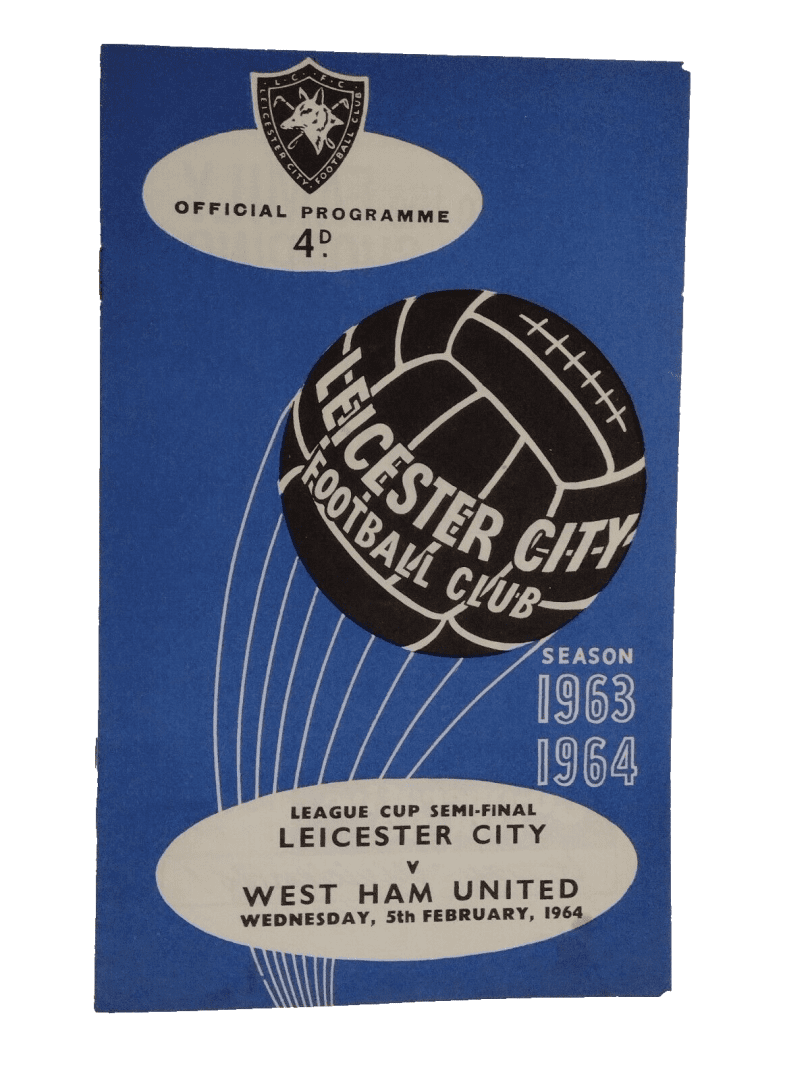 L·C·F·C
LEICESTER CITY FOOTBALL CLUB
OFFICIAL PROGRAMME
4D.
LEICESTER CITY
FOOTBALL CLUB
SEASON
1963
1964
LEAGUE CUP SEMI-FINAL
LEICESTER CITY
v
WEST HAM UNITED
WEDNESDAY, 5th FEBRUARY, 1964